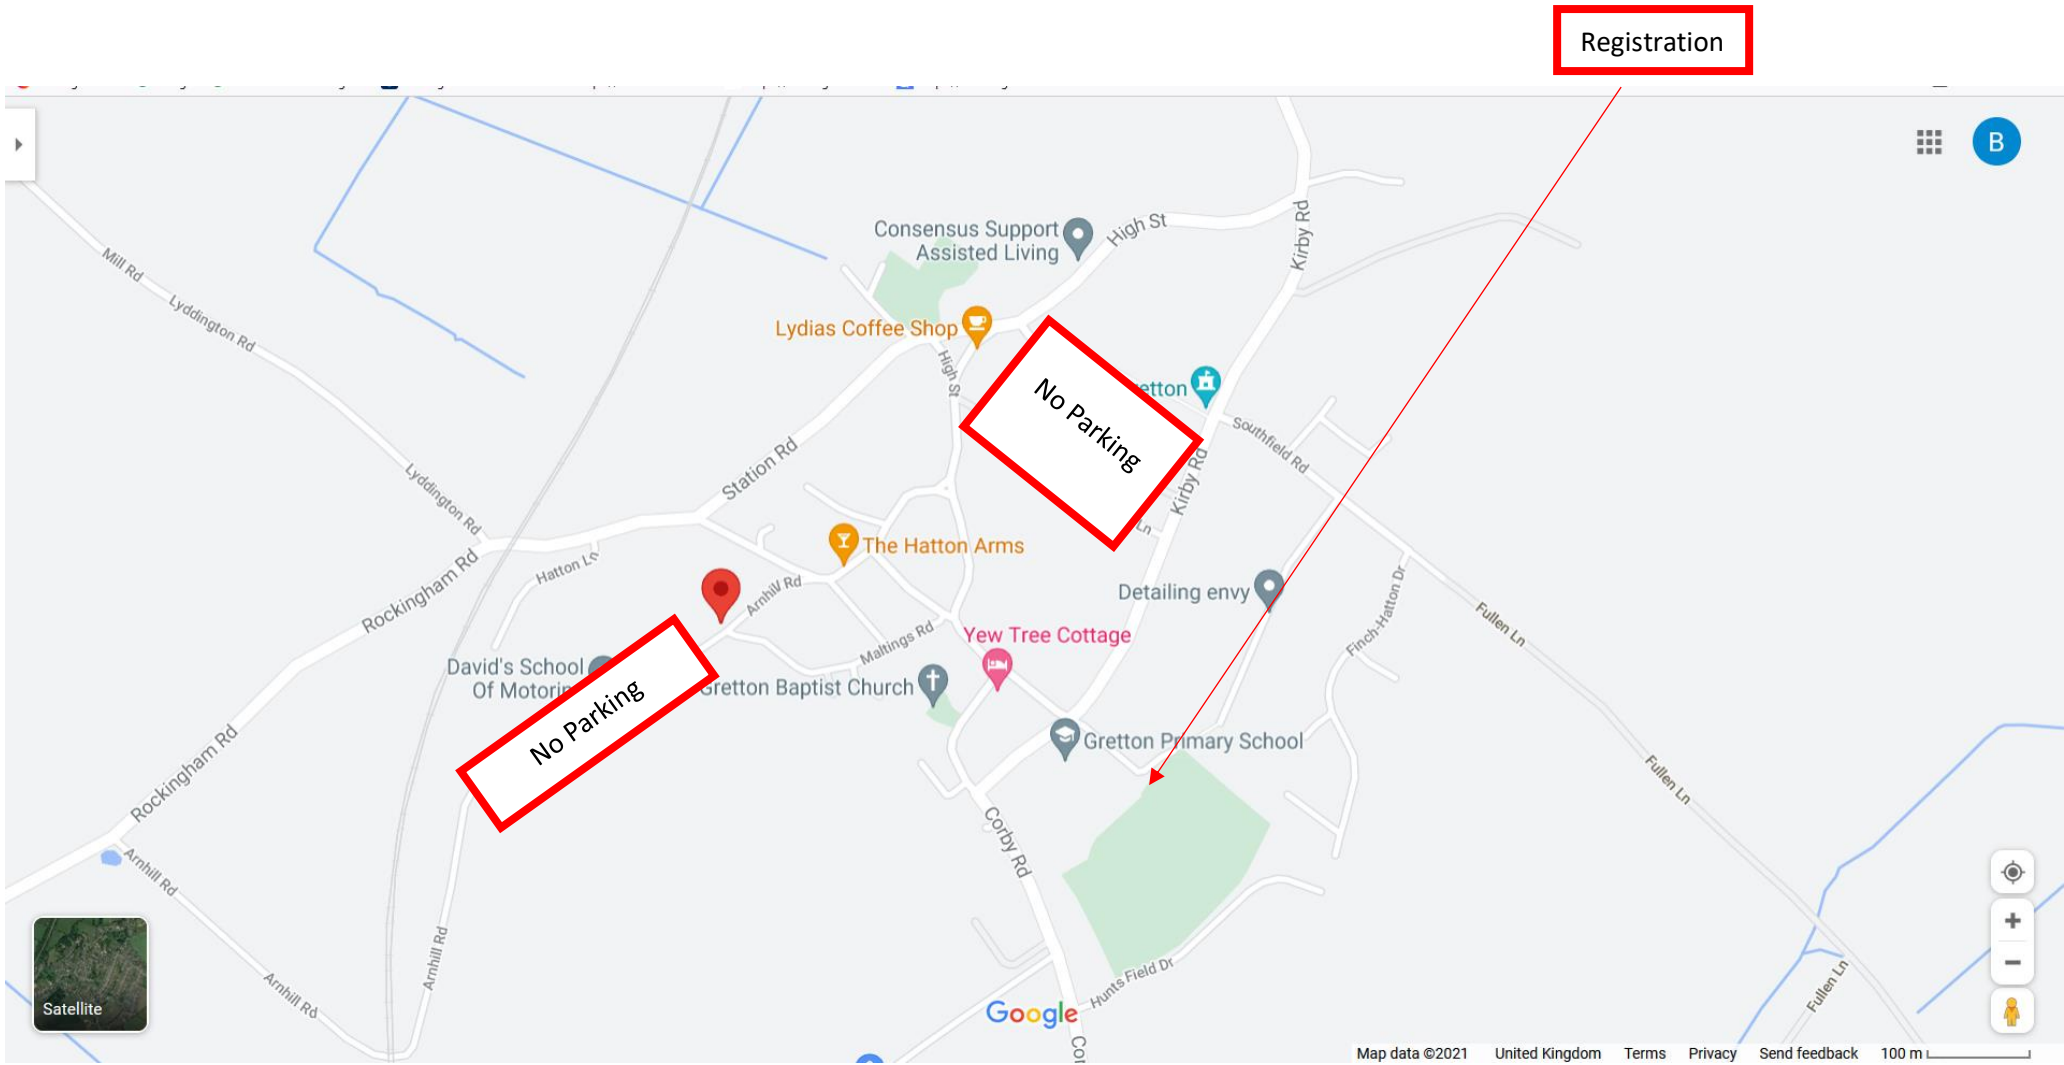 Registration
B
Consensus Support
Assisted Living
High St
Kirby Rd
Mill Rd
Lyddington Rd
Lydias Coffee Shop
High St
No Parking
etton
Southfield Rd
Station Rd
Kirby Rd
Lyddington Rd
Ln
The Hatton Arms
Hatton Ln
Rockingham Rd
Arnhill Rd
Detailing envy
Finch-Hatton Dr
Fullen Ln
Maltings Rd
Yew Tree Cottage
David's School
Of Motorin
No Parking
Gretton Baptist Church
Gretton Primary School
Rockingham Rd
Fullen Ln
Corby Rd
Arnhill Rd
Arnhill Rd
Arnhill Rd
Hunts Field Dr
Fullen Ln
Satellite
Google
Cor
Map data ©2021 United Kingdom Terms Privacy Send feedback 100 m